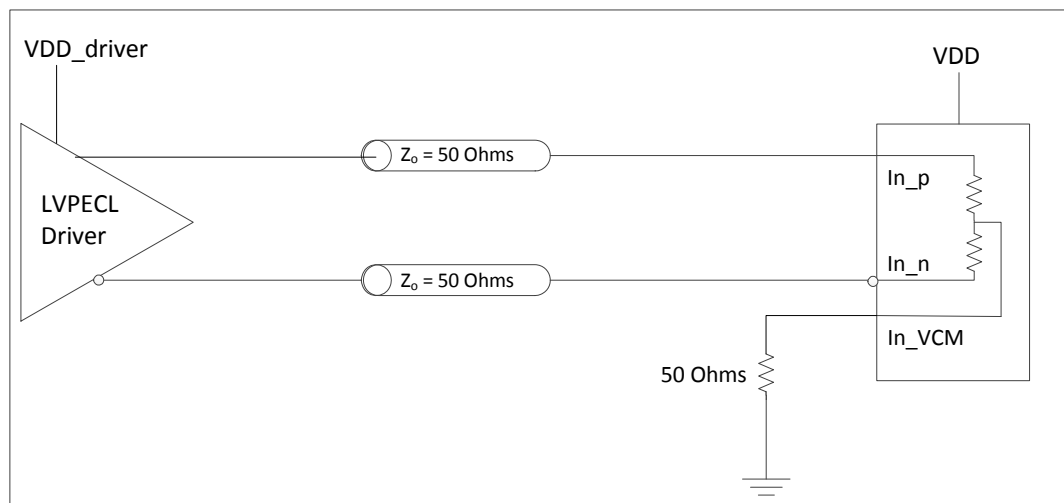 VDD_driver
VDD
Zₒ = 50 Ohms
In_p
LVPECL
Driver
In_n
Zₒ = 50 Ohms
In_VCM
50 Ohms